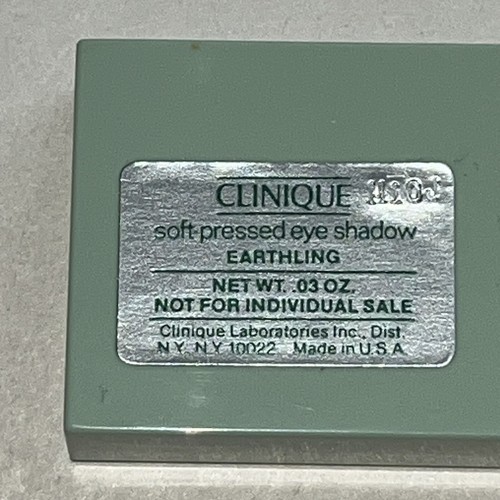 CLINIQUE
soft-pressed eye shadow
EARTHLING
NET WT. .03 OZ.
NOT FOR INDIVIDUAL SALE
Clinique Laboratories Inc., Dist.
N.Y. N.Y. 10022 Made in U.S.A.